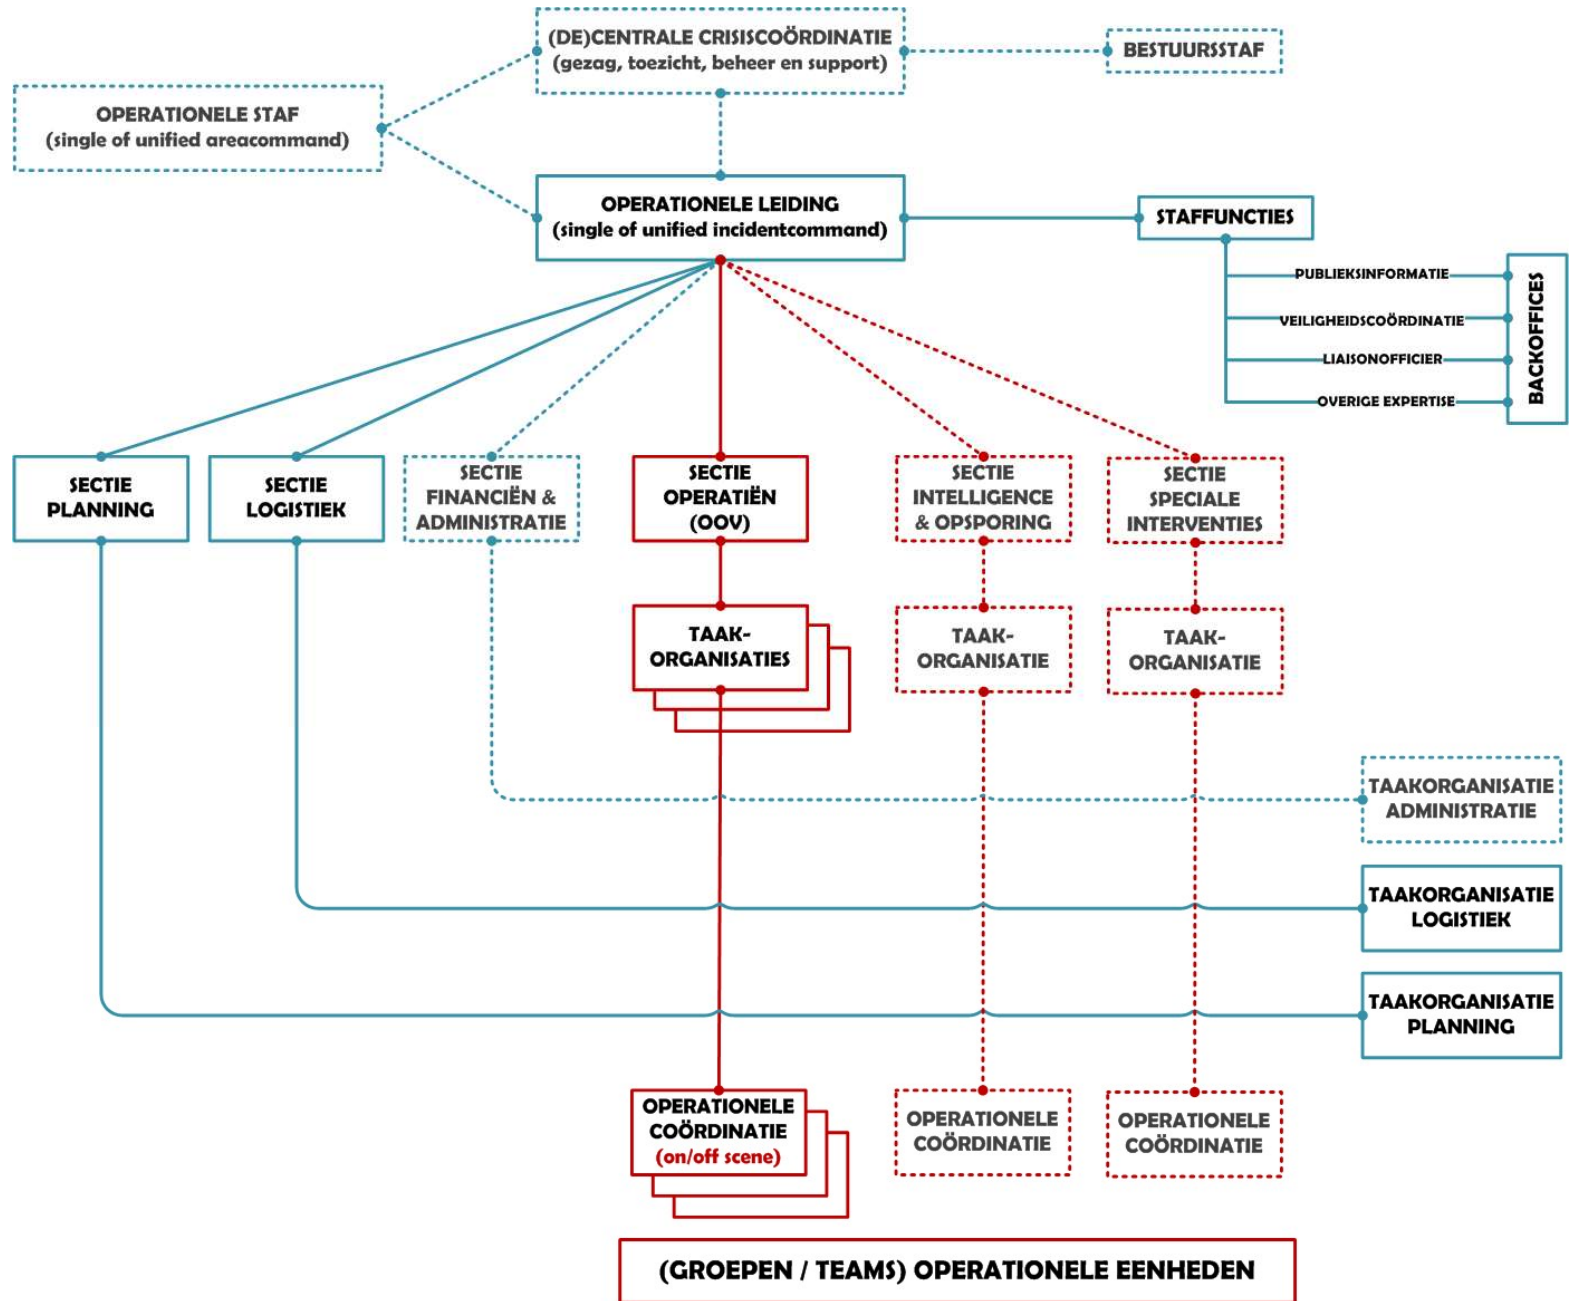 (DE)CENTRALE CRISISCOÖRDINATIE
(gezag, toezicht, beheer en support)
BESTUURSSTAF
OPERATIONELE STAF
(single of unified areacommand)
OPERATIONELE LEIDING
(single of unified incidentcommand)
STAFFUNCTIES
PUBLIEKSINFORMATIE
VEILIGHEIDSCOÖRDINATIE
LIAISONOFFICIER
OVERIGE EXPERTISE
BACKOFFICES
SECTIE
PLANNING
SECTIE
LOGISTIEK
SECTIE
FINANCIËN &
ADMINISTRATIE
SECTIE
OPERATIËN
(OOV)
SECTIE
INTELLIGENCE
& OPSPORING
SECTIE
SPECIALE
INTERVENTIES
TAAK-
ORGANISATIES
TAAK-
ORGANISATIE
TAAK-
ORGANISATIE
TAAKORGANISATIE
ADMINISTRATIE
TAAKORGANISATIE
LOGISTIEK
TAAKORGANISATIE
PLANNING
OPERATIONELE
COÖRDINATIE
(on/off scene)
OPERATIONELE
COÖRDINATIE
OPERATIONELE
COÖRDINATIE
(GROEPEN / TEAMS) OPERATIONELE EENHEDEN